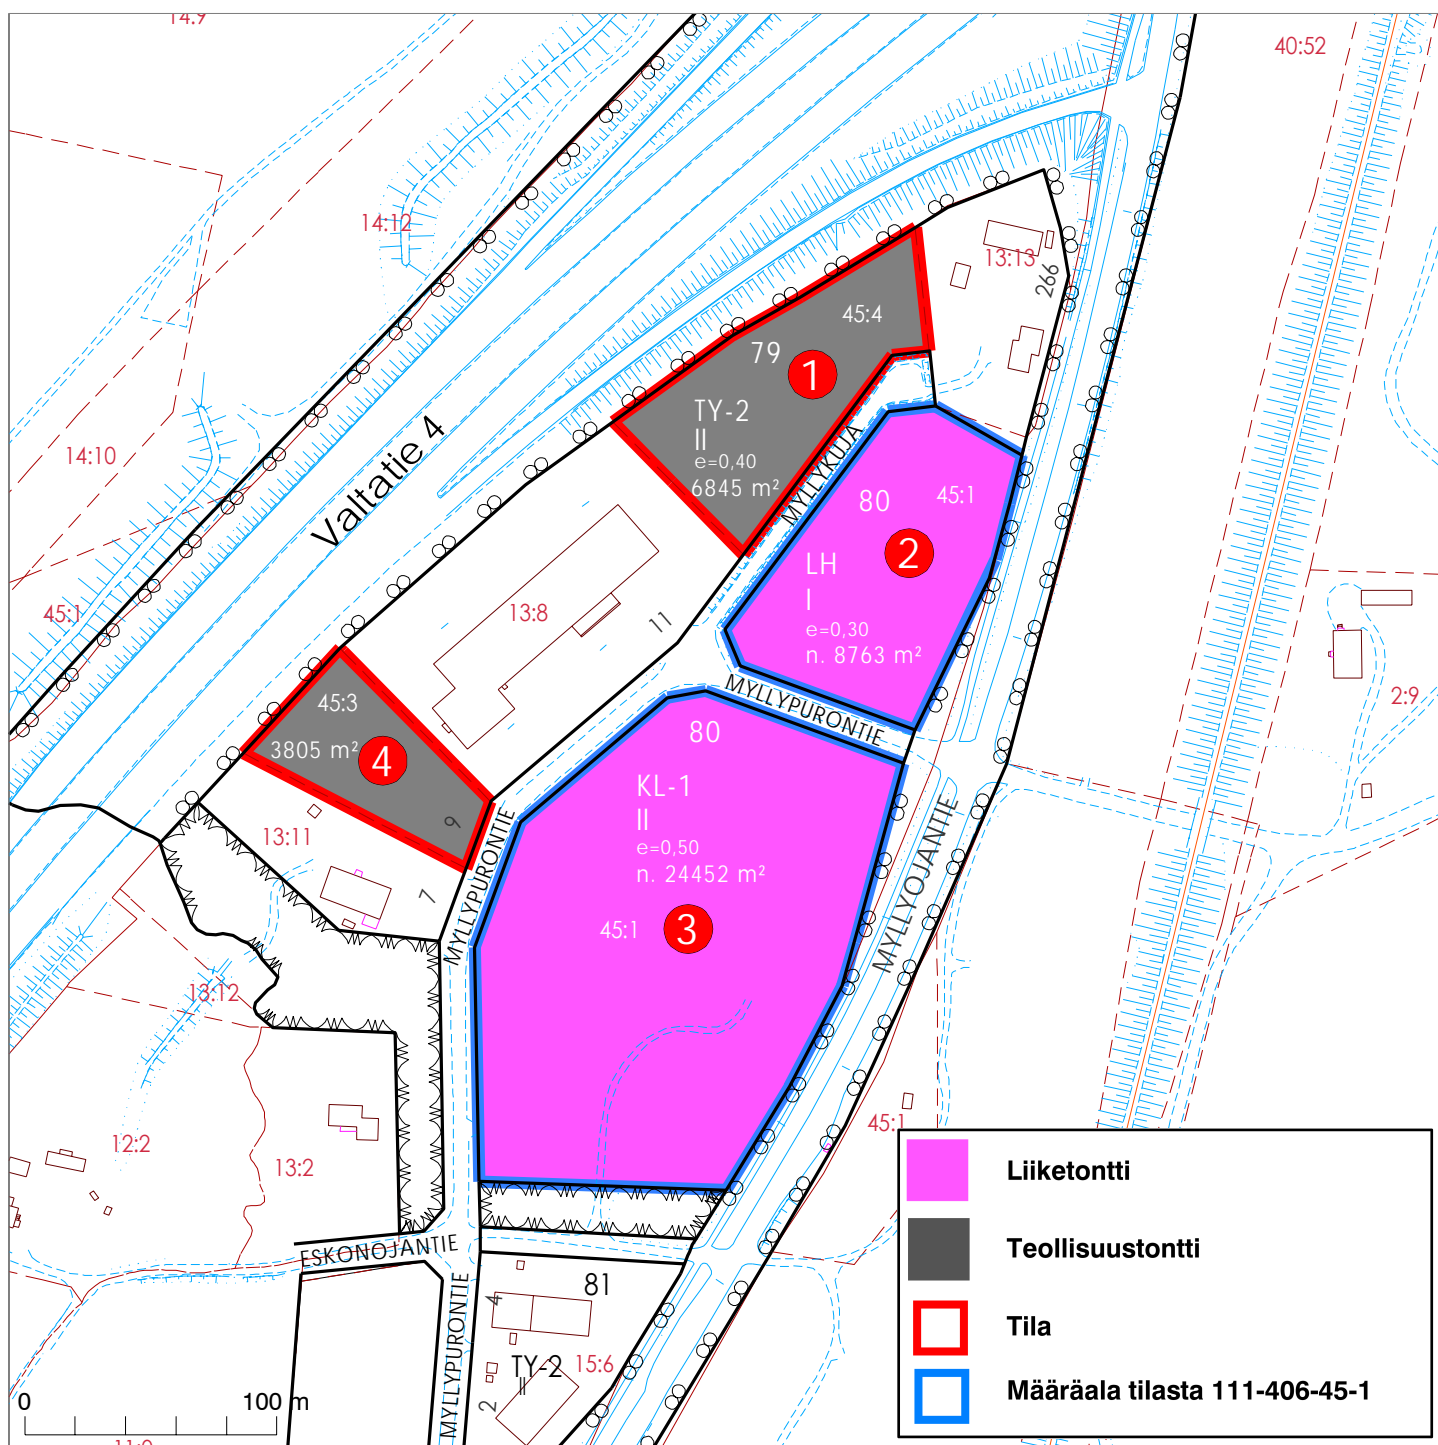 14:9
40:52
14:12
13:13
266
45:4
79
1
TY-2
II
e=0,40
6845 m²
Valtatie 4
14:10
MYLLYKUJA
80
45:1
2
LH
I
e=0,30
n. 8763 m²
45:1
13:8
11
MYLLYPURONTIE
2:9
45:3
3805 m²
4
9
80
KL-1
II
e=0,50
n. 24452 m²
45:1
3
13:11
7
MYLLYPURONTIE
MYLLYOJANTIE
13:12
12:2
13:2
45:1
ESKONOJANTIE
MYLLYPURONTIE
4
81
TY-2
II
15:6
2
0
100 m
11:9
Liiketontti
Teollisuustontti
Tila
Määräala tilasta 111-406-45-1